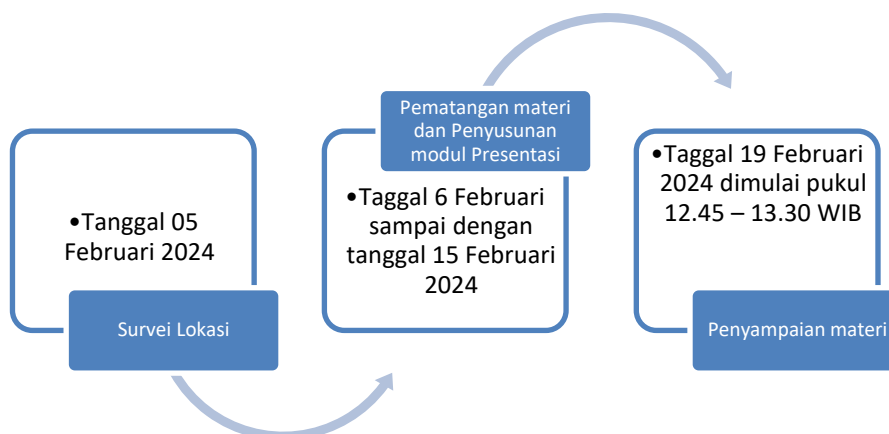 •Tanggal 05
Februari 2024
Survei Lokasi
Pematangan materi
dan Penyusunan
modul Presentasi
•Taggal 6 Februari
sampai dengan
tanggal 15 Februari
2024
•Taggal 19 Februari
2024 dimulai pukul
12.45 – 13.30 WIB
Penyampaian materi